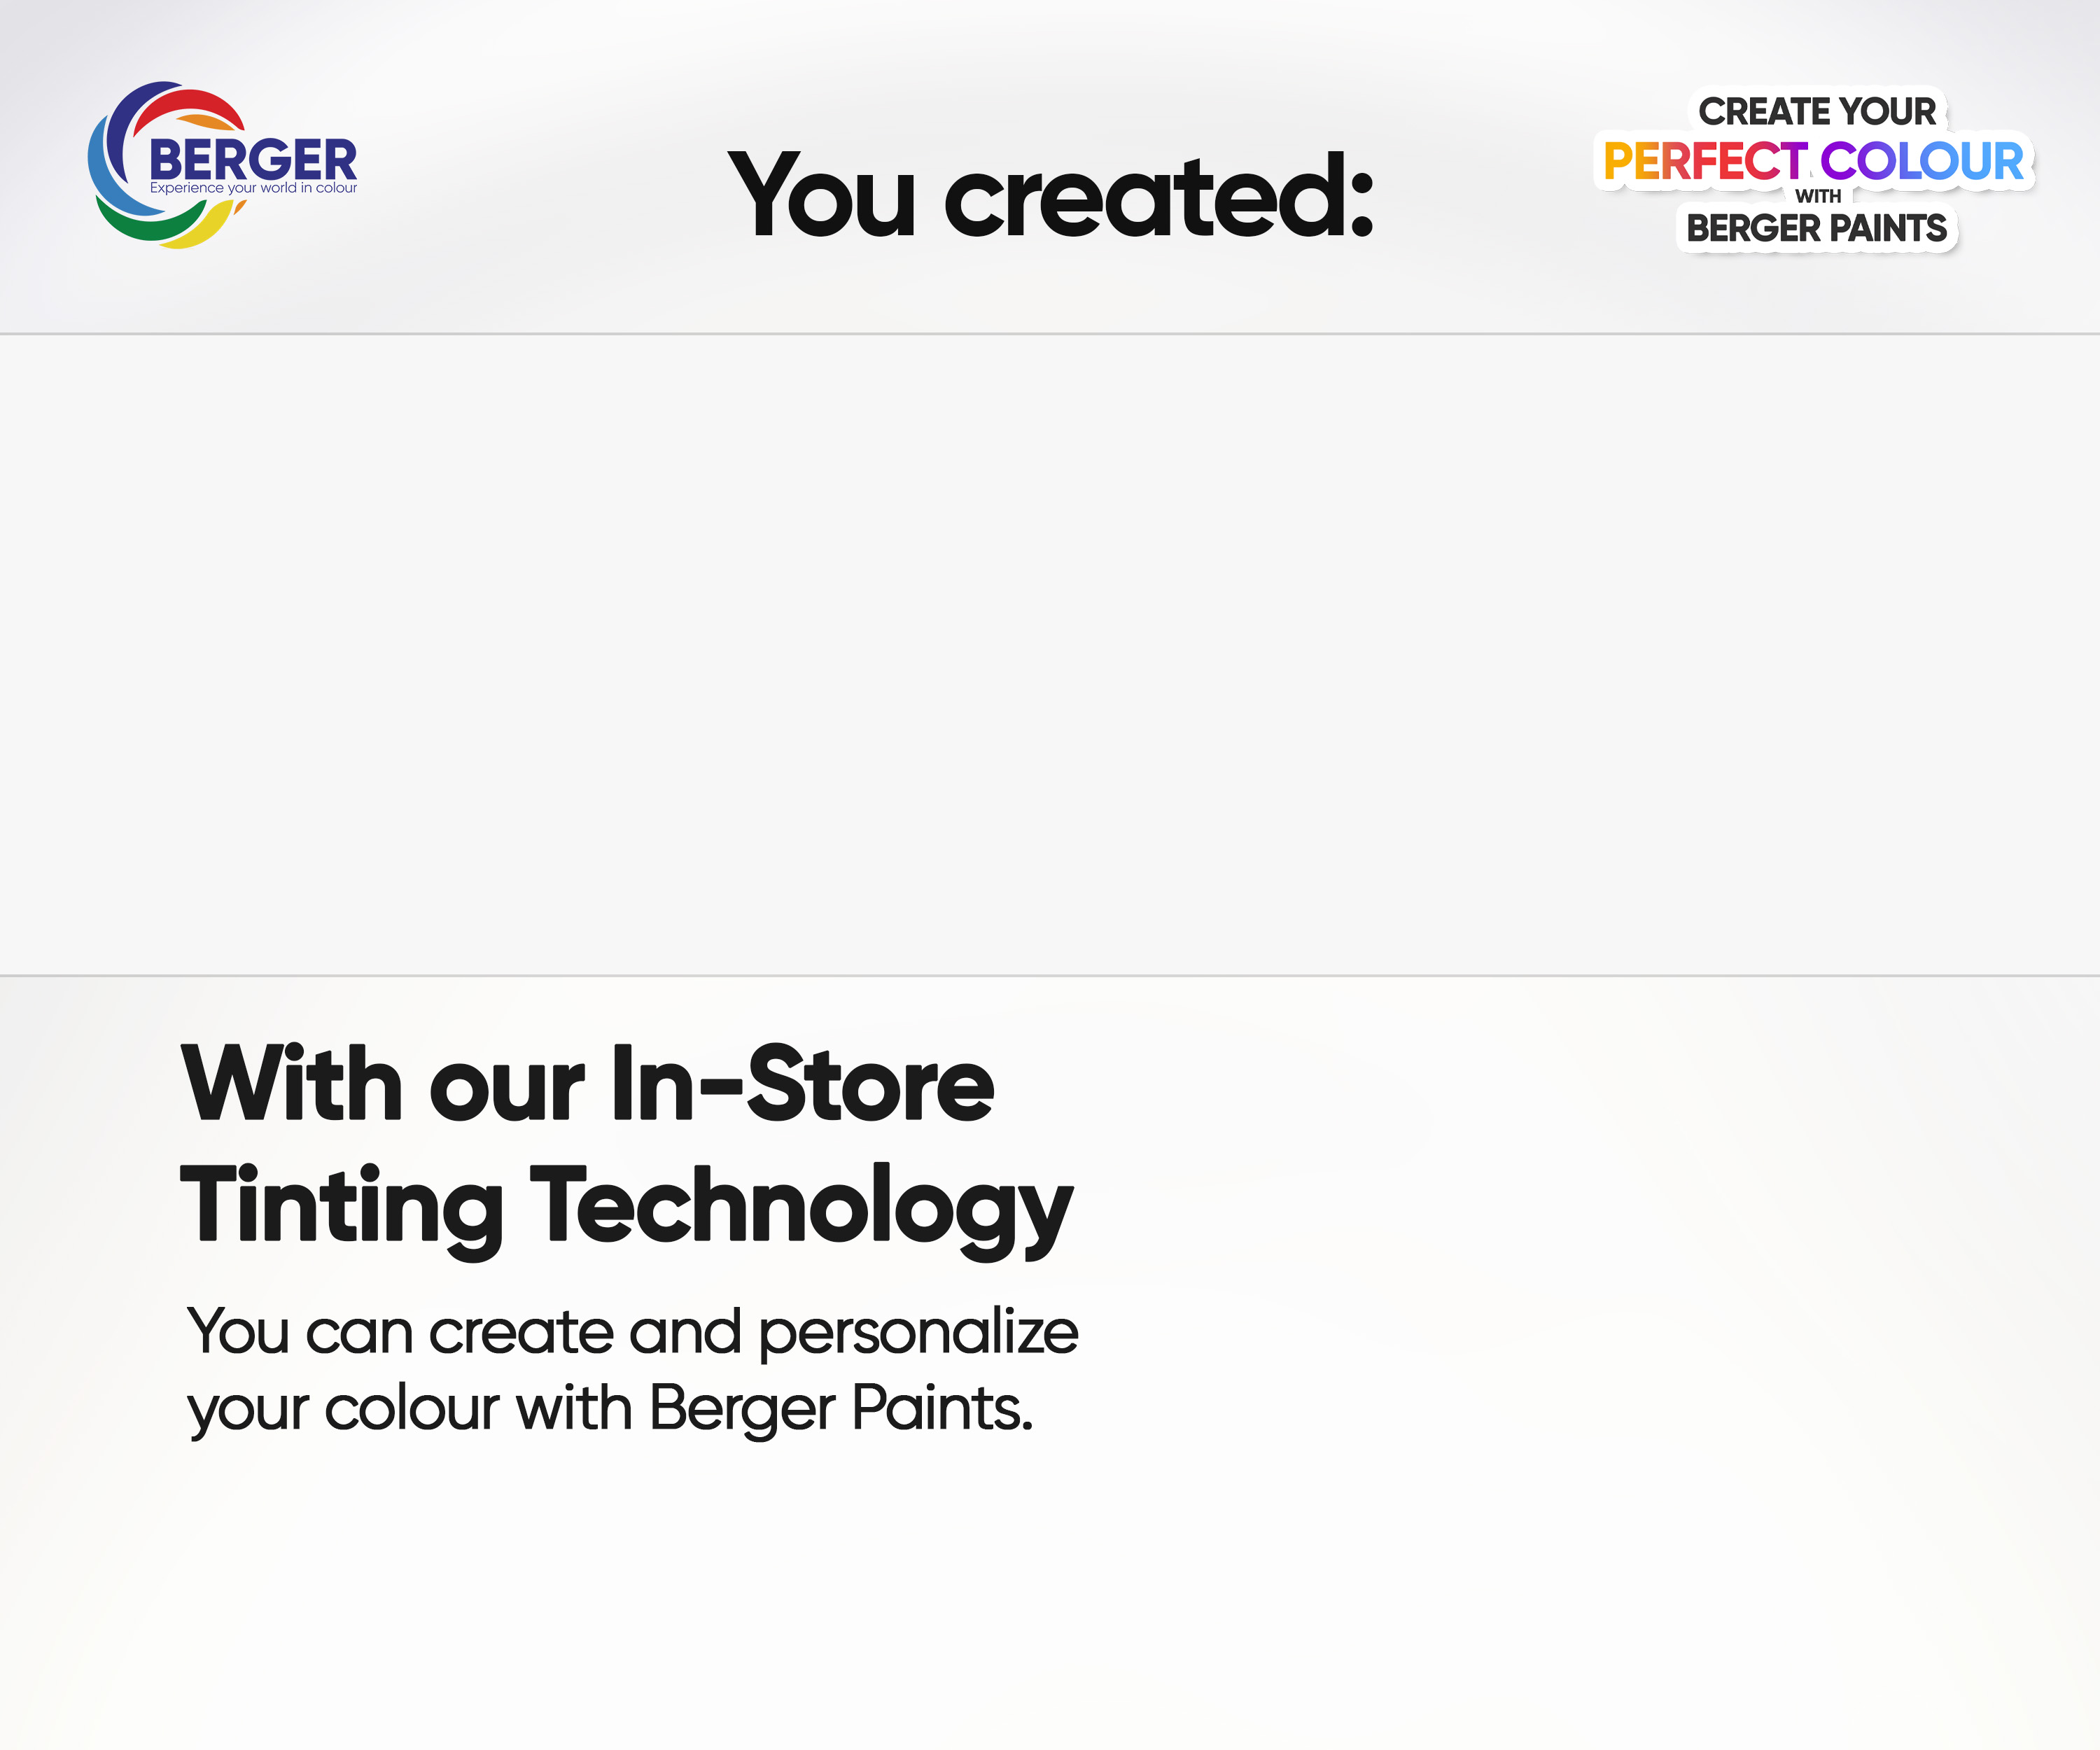 BERGER
Experience your world in colour
You created:
CREATE YOUR
PERFECT COLOUR
WITH
BERGER PAINTS
With our In-Store
Tinting Technology
You can create and personalize
your colour with Berger Paints.